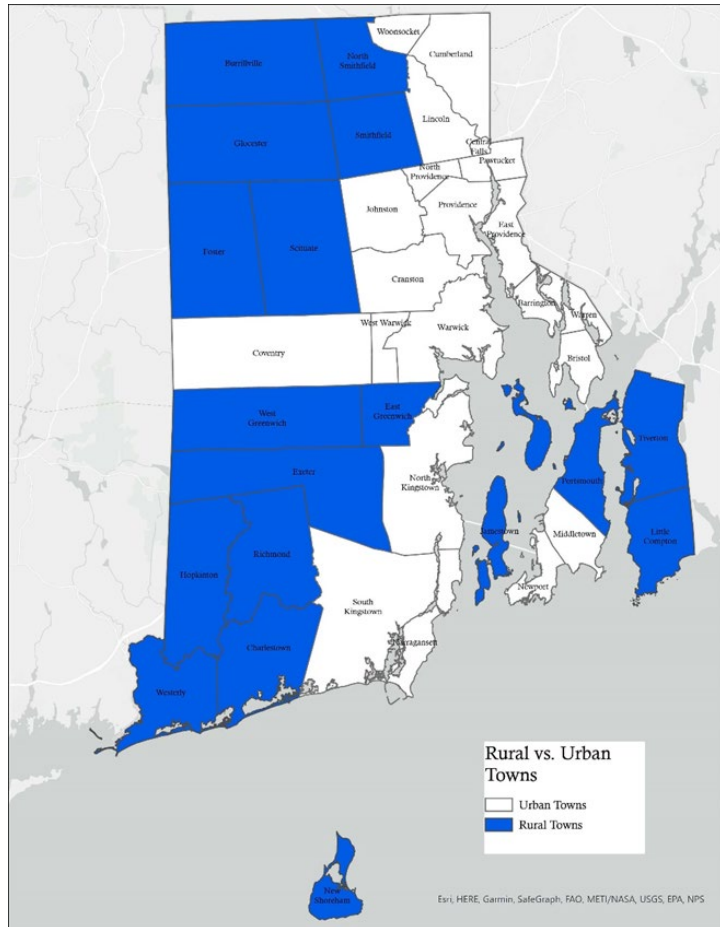 Woonsocket
Burrillville
North
Smithfield
Cumberland
Glocester
Smithfield
Lincoln
Central
Falls
Pawtucket
North
Providence
Johnston
Providence
East
Providence
Foster
Scituate
Cranston
Barrington
Warren
West Warwick
Warwick
Coventry
Bristol
West
Greenwich
East
Greenwich
Tiverton
Exeter
North
Kingstown
Portsmouth
Jamestown
Middletown
Little
Compton
Richmond
Hopkinton
Newport
South
Kingstown
Narragansett
Charlestown
Westerly
Rural vs. Urban
Towns
Urban Towns
Rural Towns
New
Shoreham
Esri, HERE, Garmin, SafeGraph, FAO, METI/NASA, USGS, EPA, NPS